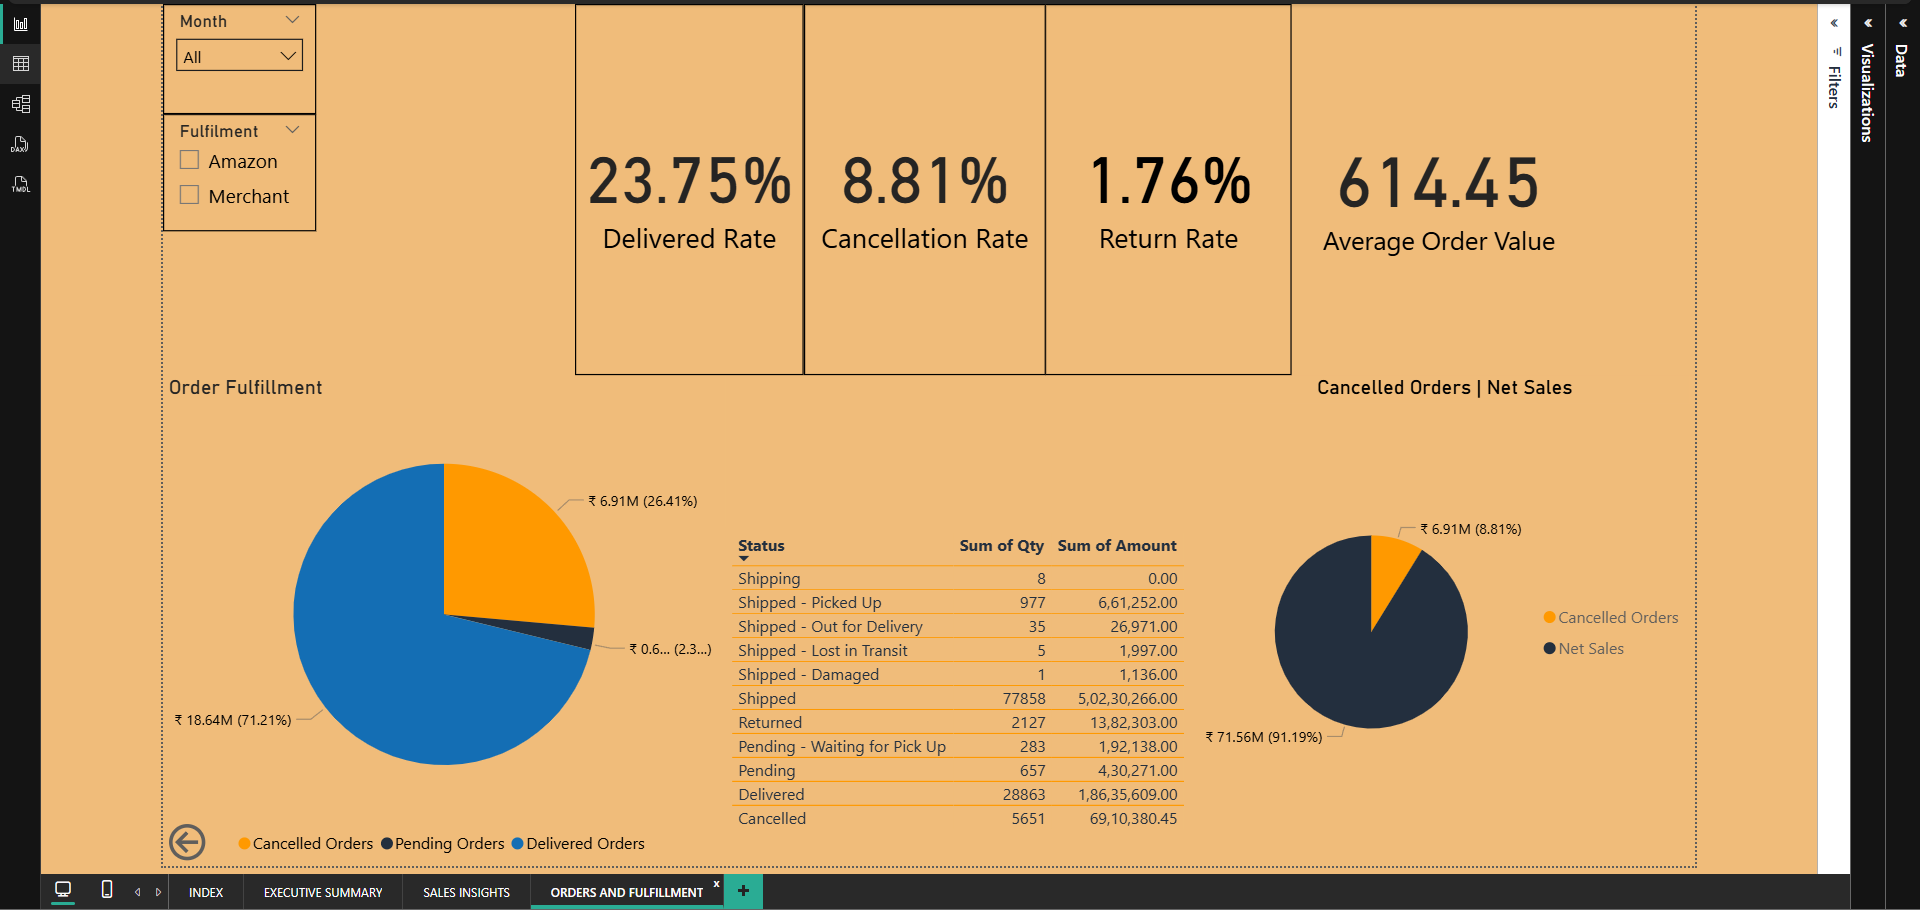 Month
All
Fulfilment
Amazon
Merchant
23.75%
Delivered Rate
8.81%
Cancellation Rate
1.76%
Return Rate
614.45
Average Order Value
Order Fulfillment
₹ 6.91M (26.41%)
₹ 0.6... (2.3...)
₹ 18.64M (71.21%)
Cancelled Orders Pending Orders Delivered Orders
Status Sum of Qty Sum of Amount
Shipping 8 0.00
Shipped - Picked Up 977 6,61,252.00
Shipped - Out for Delivery 35 26,971.00
Shipped - Lost in Transit 5 1,997.00
Shipped - Damaged 1 1,136.00
Shipped 77858 5,02,30,266.00
Returned 2127 13,82,303.00
Pending - Waiting for Pick Up 283 1,92,138.00
Pending 657 4,30,271.00
Delivered 28863 1,86,35,609.00
Cancelled 5651 69,10,380.45
Cancelled Orders | Net Sales
₹ 6.91M (8.81%)
₹ 71.56M (91.19%)
Cancelled Orders
Net Sales
Filters
Visualizations
Data
DAX
TMDL
INDEX EXECUTIVE SUMMARY SALES INSIGHTS ORDERS AND FULFILLMENT x +